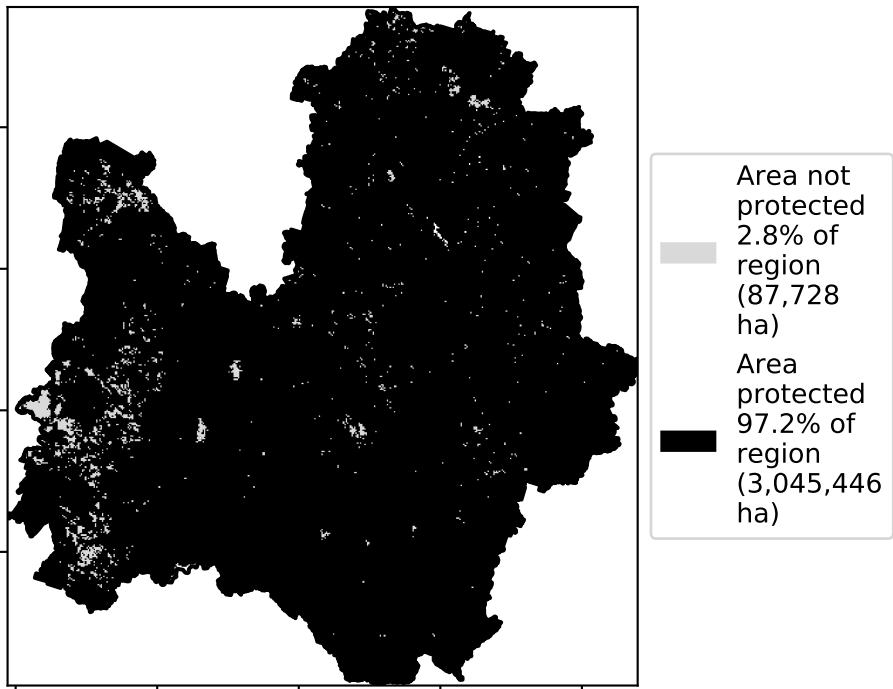 Area not
protected
2.8% of
region
(87,728
ha)
Area
protected
97.2% of
region
(3,045,446
ha)